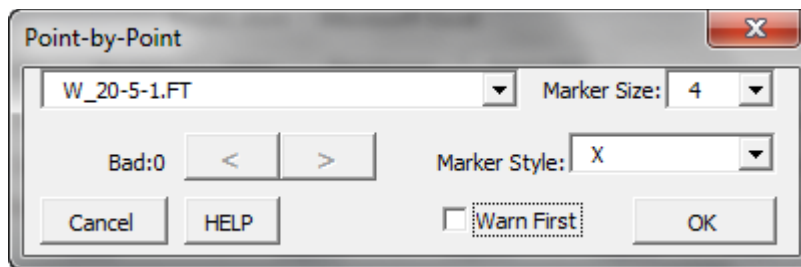 Point-by-Point
W_20-5-1.FT Marker Size: 4
Bad:0 < > Marker Style: X
Cancel HELP Warn First OK